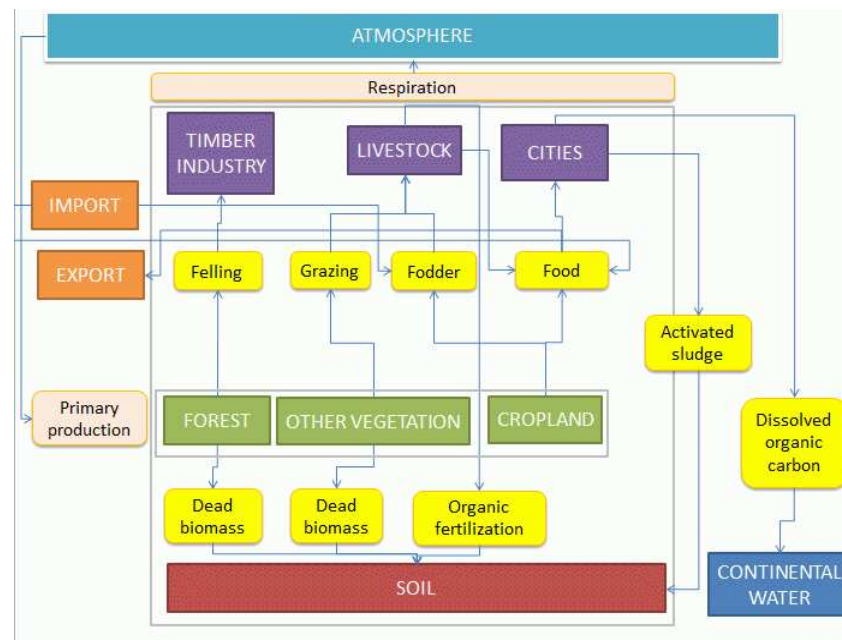 ATMOSPHERE
Respiration
TIMBER
INDUSTRY
LIVESTOCK
CITIES
IMPORT
EXPORT
Felling
Grazing
Fodder
Food
Activated
sludge
Primary
production
FOREST
OTHER VEGETATION
CROPLAND
Dissolved
organic
carbon
Dead
biomass
Dead
biomass
Organic
fertilization
SOIL
CONTINENTAL
WATER